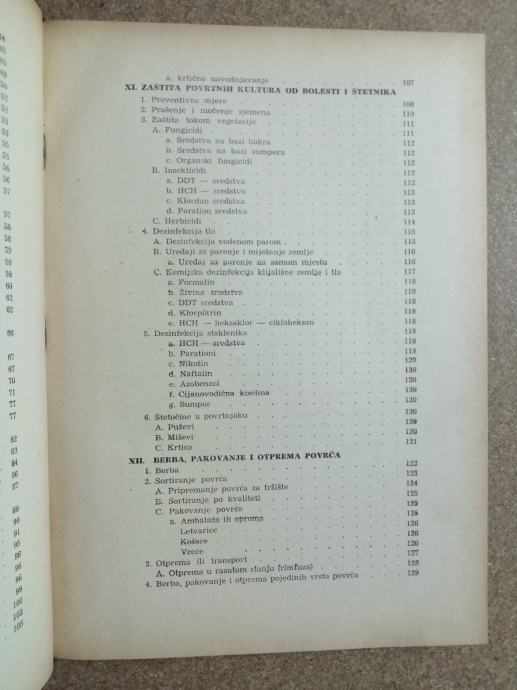 a. krtično navodnjavanje 107
XI. ZAŠTITA POVRTNIH KULTURA OD BOLESTI I ŠTETNIKA
1. Preventivne mjere 108
2. Prašenje i močenje sjemena 110
3. Zaštita tokom vegetacije 111
A. Fungicidi 111
a. Sredstva na bazi bakra 112
b. Sredstva na bazi sumpora 112
c. Organski fungicidi 112
B. Insekticidi 112
a. DDT — sredstva 112
b. HCH — sredstva 112
c. Klordan sredstva 113
d. Paration sredstva 113
C. Herbicidi 114
4. Dezinfekcija tla 115
A. Dezinfekcija vodenom parom 115
B. Uređaji za parenje i miješanje zemlje 116
a. Uređaj za parenje na samom mjestu 116
C. Kemijska dezinfekcija klijališne zemlje i tla 117
a. Formalin 118
b. Živina sredstva 118
c. DDT sredstva 118
d. Klorpikrin 118
e. HCH — heksaklor — cikloheksan 118
5. Dezinfekcija staklenika 119
a. HCH — sredstva 119
b. Parationi 119
c. Nikotin 120
d. Naftalin 120
e. Azobenzol 120
f. Cijanovodična kiselina 120
g. Sumpor 120
6. Štetočine u povrtnjaku 120
A. Puževi 120
B. Miševi 120
C. Krtica 121
XII. BERBA, PAKOVANJE I OTPREMA POVRĆA
1. Berba 122
2. Sortiranje povrća 123
A. Pripremanje povrća za tržište 124
B. Sortiranje po kvaliteti 125
C. Pakovanje povrća 125
a. Ambalaža ili oprema 125
Letvarice 126
Košare 126
Vreće 126
3. Otprema ili transport 127
A. Otprema u rasutom stanju (rimfuza) 128
4. Berba, pakovanje i otprema pojedinih vrsta povrća 129